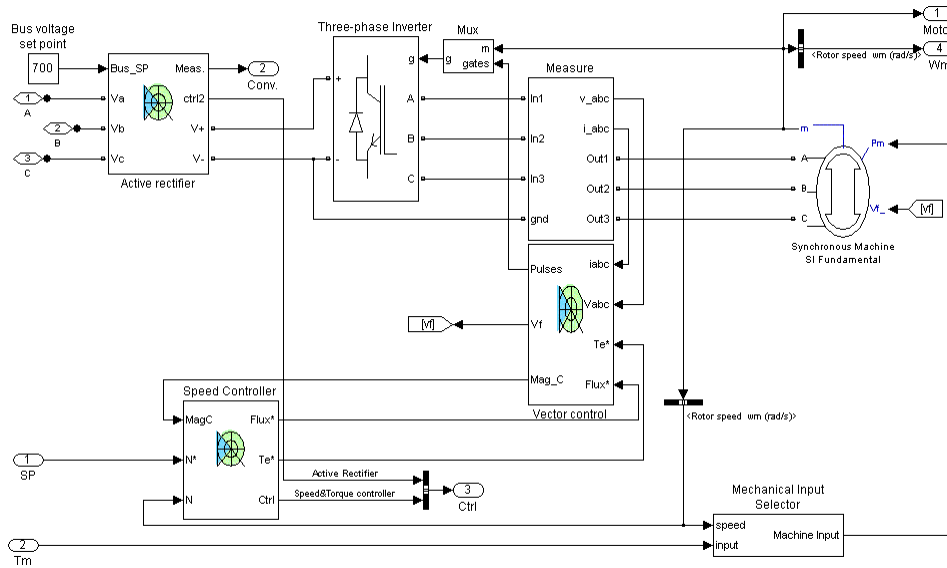 Bus voltage
set point
700
Bus_SP
Va
Vb
Vc
Meas.
ctrl2
V+
V-
Active rectifier
1
A
2
B
3
C
2
Conv.
Three-phase Inverter
+
-
g
A
B
C
Mux
g
m
gates
Measure
In1
In2
In3
gnd
v_abc
i_abc
Out1
Out2
Out3
1
4
<Rotor speed wm (rad/s)>
m
A
B
C
Pm
Vf_
[vf]
Synchronous Machine
SI Fundamental
Pulses
Vf
Mag_C
iabc
Vabc
Te*
Flux*
Vector control
[vf]
Speed Controller
MagC
N*
N
Flux*
Te*
Ctrl
1
SP
2
Tm
Active Rectifier
Speed&Torque controller
3
Ctrl
<Rotor speed wm (rad/s)>
Mechanical Input
Selector
speed
input
Machine Input